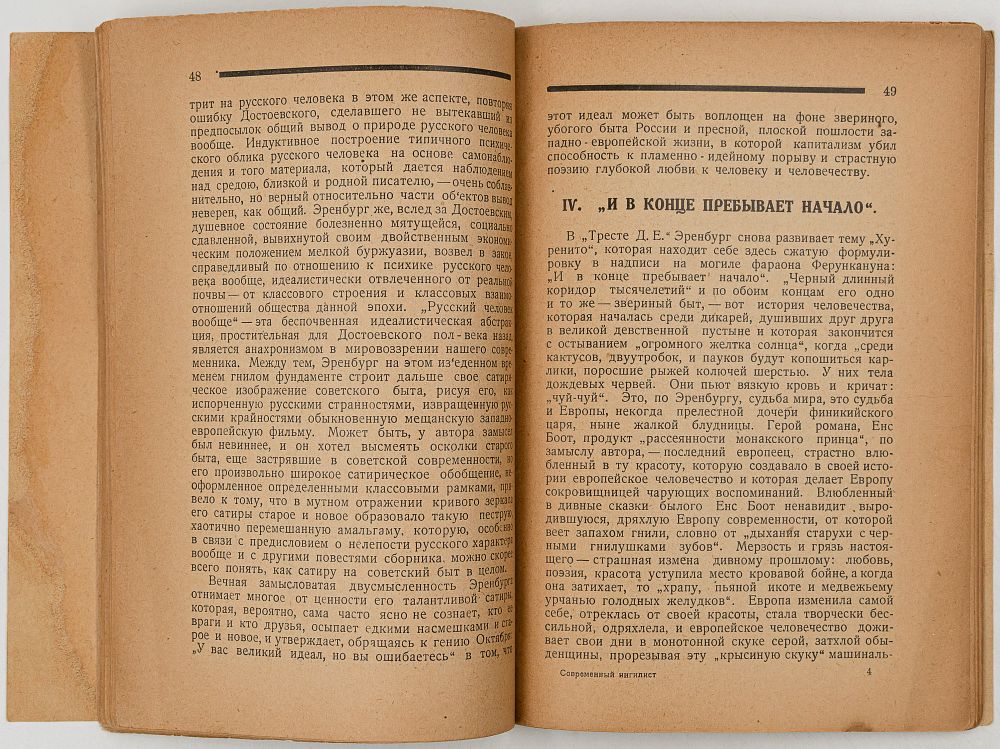 48
трит на русского человека в этом же аспекте, повторяя
ошибку Достоевского, сделавшего не вытекавший из
предпосылок общий вывод о природе русского человека
вообще. Индуктивное построение типичного психиче-
ского облика русского человека на основе самонаблю-
дения и того материала, который дается наблюдением
над средою, близкой и родной писателю, — очень соблаз-
нительно, но верный относительно части об'ектов вывод
неверен, как общий. Эренбург же, вслед за Достоевским,
душевное состояние болезненно мятущейся, социально
сдавленной, вывихнутой своим двойственным экономи-
ческим положением мелкой буржуазии, возвел в закон,
справедливый по отношению к психике русского чело-
века вообще, идеалистически отвлеченного от реальной
почвы — от классового строения и классовых взаимо-
отношений общества данной эпохи. „Русский человек
вообще“ — эта беспочвенная идеалистическая абстрак-
ция, простительная для Достоевского пол-века назад,
является анахронизмом в мировоззрении нашего совре-
менника. Между тем, Эренбург на этом из'еденном вре-
менем гнилом фундаменте строит дальше свое сатири-
ческое изображение советского быта, рисуя его, как
испорченную русскими странностями, извращенную рус-
скими крайностями обыкновенную мещанскую западно-
европейскую фильму. Может быть, у автора замысел
был невиннее, и он хотел высмеять осколки старого
быта, еще застрявшие в советской современности, но
его произвольно широкое сатирическое обобщение, не
оформленное определенными классовыми рамками, при-
вело к тому, что в мутном отражении кривого зеркала
его сатиры старое и новое образовало такую пеструю,
хаотично перемешанную амальгаму, которую, особенно
в связи с предисловием о нелепости русского характера
вообще и с другими повестями сборника, можно скорее
всего понять, как сатиру на советский быт в целом.
Вечная замысловатая двусмысленность Эренбурга
отнимает многое от ценности его талантливой сатиры,
которая, вероятно, сама часто ясно не сознает, кто ее
враги и кто друзья, осыпает едкими насмешками и ста-
рое и новое, и утверждает, обращаясь к гению Октября:
„У вас великий идеал, но вы ошибаетесь“ в том, что
49
этот идеал может быть воплощен на фоне звериного,
убогого быта России и пресной, плоской пошлости за-
падно-европейской жизни, в которой капитализм убил
способность к пламенно-идейному порыву и страстную
поэзию глубокой любви к человеку и человечеству.
IV. „И В КОНЦЕ ПРЕБЫВАЕТ НАЧАЛО“.
В „Тресте Д. Е.“ Эренбург снова развивает тему „Ху-
ренито“, которая находит себе здесь сжатую формули-
ровку в надписи на могиле фараона Ферункануна:
„И в конце пребывает начало“. „Черный длинный
коридор тысячелетий“ и по обоим концам его одно
и то же — звериный быт, — вот история человечества,
которая началась среди дикарей, душивших друг друга
в великой девственной пустыне и которая закончится
с остыванием „огромного желтка солнца“, когда „среди
кактусов, двуутробок, и пауков будут копошиться кар-
лики, поросшие рыжей колючей шерстью. У них тела
дождевых червей. Они пьют вязкую кровь и кричат:
„чуй-чуй“. Это, по Эренбургу, судьба мира, это судьба
и Европы, некогда прелестной дочери финикийского
царя, ныне жалкой блудницы. Герой романа, Енс
Боот, продукт „рассеянности монакского принца“, по
замыслу автора, — последний европеец, страстно влю-
бленный в ту красоту, которую создавало в своей исто-
рии европейское человечество и которая делает Европу
сокровищницей чарующих воспоминаний. Влюбленный
в дивные сказки былого Енс Боот ненавидит выро-
дившуюся, дряхлую Европу современности, от которой
веет запахом гнили, словно от „дыхания старухи с чер-
ными гнилушками зубов“. Мерзость и грязь настоя-
щего — страшная измена дивному прошлому: любовь,
поэзия, красота уступила место кровавой бойне, а когда
она затихает, то „храпу, пьяной икоте и медвежьему
урчанью голодных желудков“. Европа изменила самой
себе, отреклась от своей красоты, стала творчески бес-
сильной, одряхлела, и европейское человечество дожи-
вает свои дни в монотонной скуке серой, затхлой обы-
денщины, прорезывая эту „крысиную скуку“ машиналь-
Современный нигилист
4